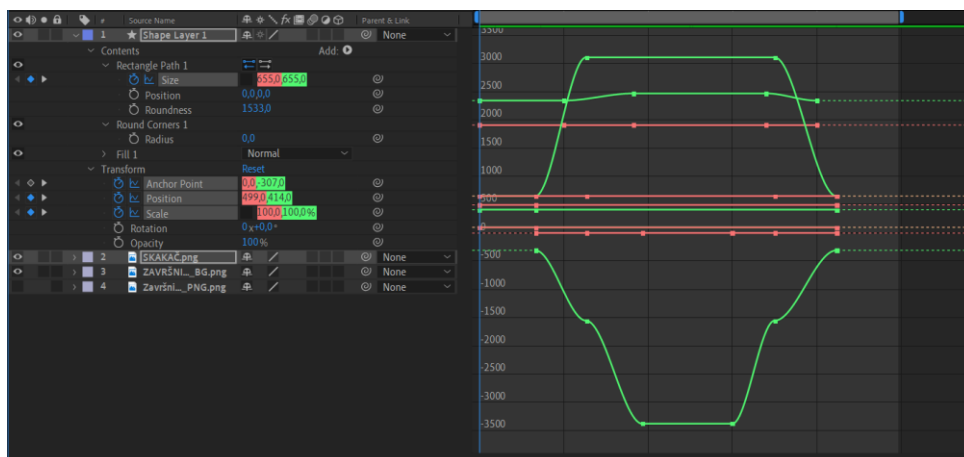 # Source Name fx Parent & Link
1 Shape Layer 1 None
Contents Add:
Rectangle Path 1
Size 655,0 655,0
Position 0,0,0,0
Roundness 1533,0
Round Corners 1
Radius 0,0
Fill 1 Normal
Transform Reset
Anchor Point 0,0,-307,0
Position 499,0 414,0
Scale 100,0 100,0%
Rotation 0x+0,0°
Opacity 100%
2 SKAKAČ.png None
3 ZAVRŠNI..._BG.png None
4 Završni..._PNG.png None
3500
3000
2500
2000
1500
1000
500
0
-500
-1000
-1500
-2000
-2500
-3000
-3500